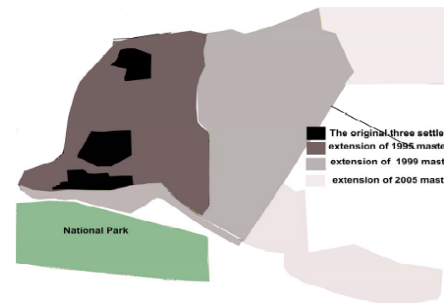 The original three settle
extension of 1995 maste
extension of 1999 mast
extension of 2005 mast
National Park